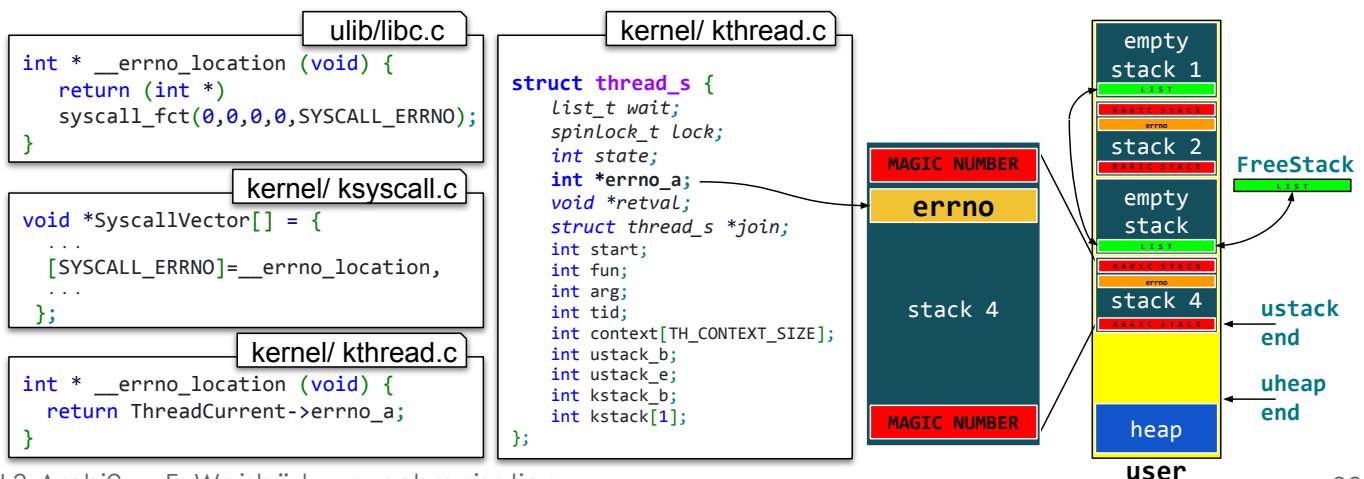 ulib/libc.c
int * __errno_location (void) {
return (int *)
syscall_fct(0,0,0,0,SYSCALL_ERRNO);
}
kernel/ ksyscall.c
void *SyscallVector[] = {
...
[SYSCALL_ERRNO]=__errno_location,
...
};
kernel/ kthread.c
int * __errno_location (void) {
return ThreadCurrent->errno_a;
}
kernel/ kthread.c
struct thread_s {
list_t wait;
spinlock_t lock;
int state;
int *errno_a;
void *retval;
struct thread_s *join;
int start;
int fun;
int arg;
int tid;
int context[TH_CONTEXT_SIZE];
int ustack_b;
int ustack_e;
int kstack_b;
int kstack[1];
};
MAGIC NUMBER
errno
stack 4
MAGIC NUMBER
empty
stack 1
LIST
MAGIC STACK
errno
stack 2
MAGIC STACK
empty
stack
LIST
MAGIC STACK
errno
stack 4
MAGIC STACK
heap
user
FreeStack
LIST
ustack
end
uheap
end